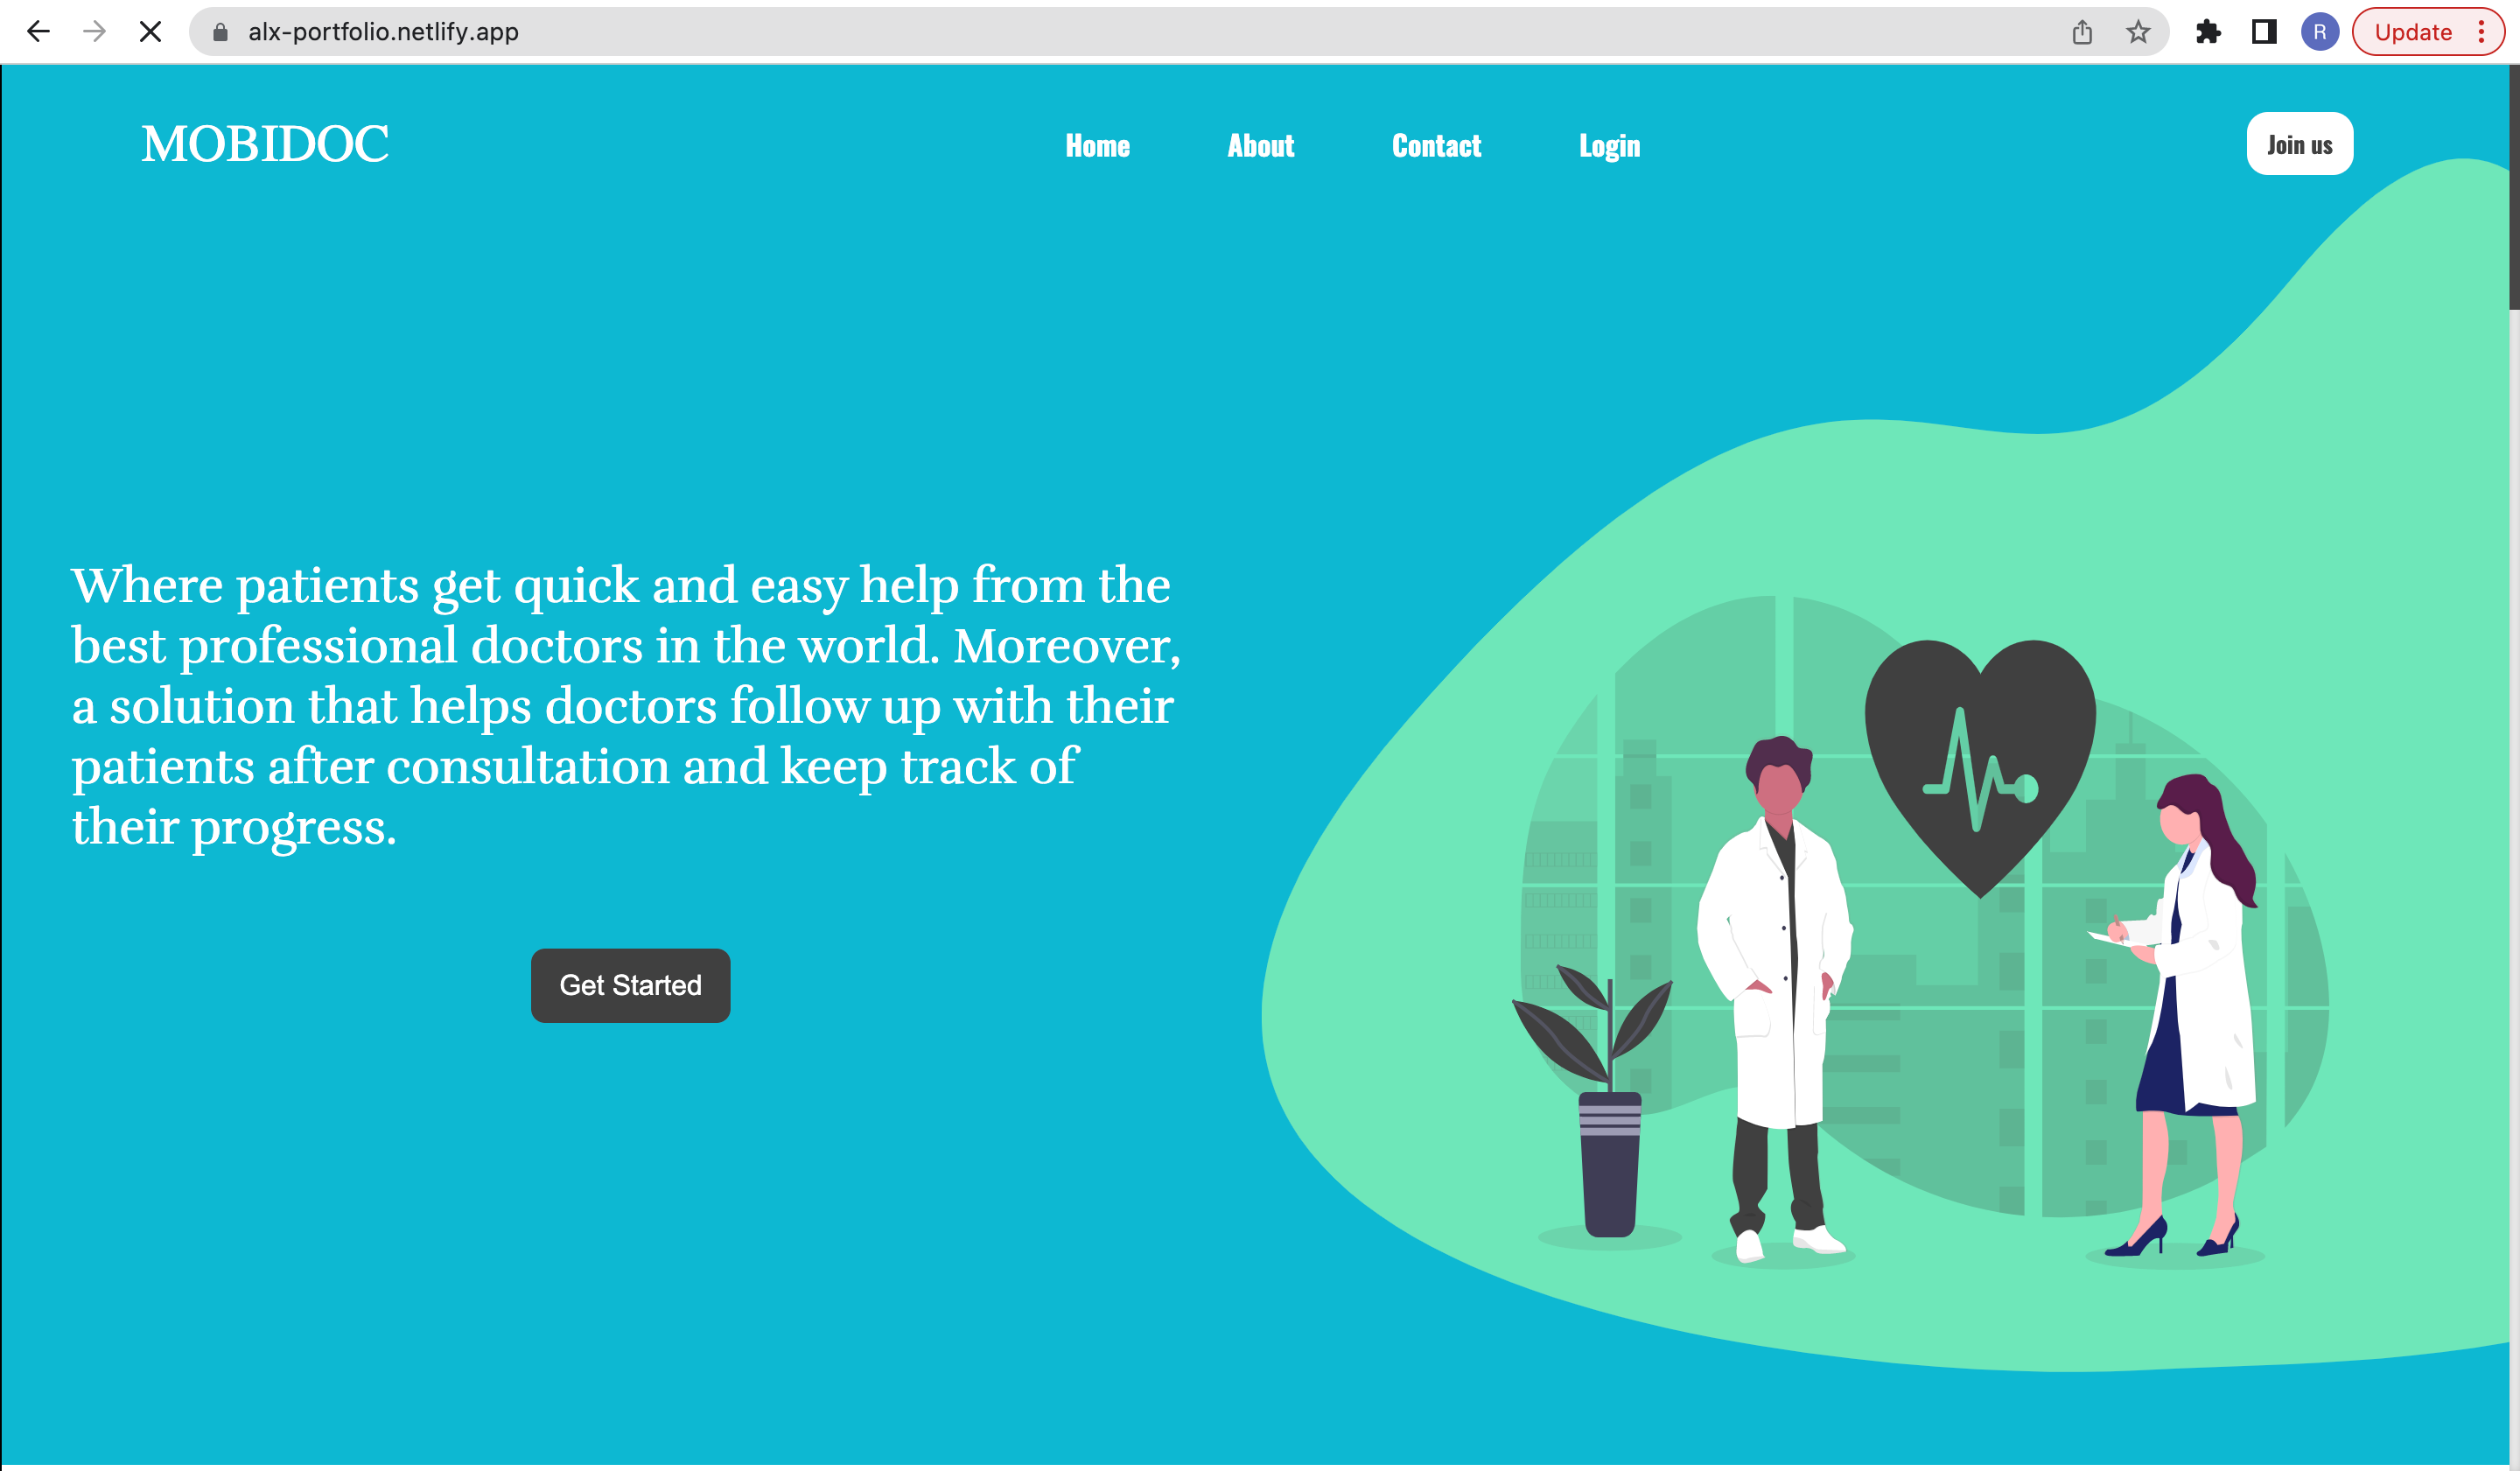 alx-portfolio.netlify.app
R
Update
MOBIDOC
Home
About
Contact
Login
Join us
Where patients get quick and easy help from the
best professional doctors in the world. Moreover,
a solution that helps doctors follow up with their
patients after consultation and keep track of
their progress.
Get Started